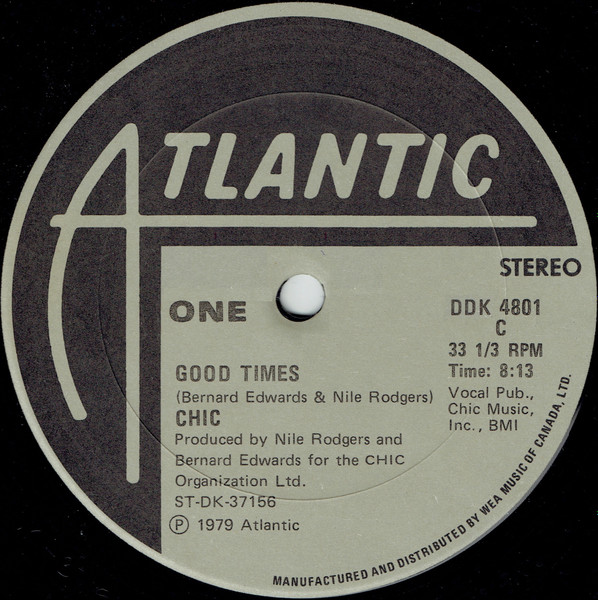 ATLANTIC
STEREO
ONE
DDK 4801
C
33 1/3 RPM
Time: 8:13
Vocal Pub.,
Chic Music,
Inc., BMI
GOOD TIMES
(Bernard Edwards & Nile Rodgers)
CHIC
Produced by Nile Rodgers and
Bernard Edwards for the CHIC
Organization Ltd.
ST-DK-37156
Ⓟ 1979 Atlantic
MANUFACTURED AND DISTRIBUTED BY WEA MUSIC OF CANADA, LTD.